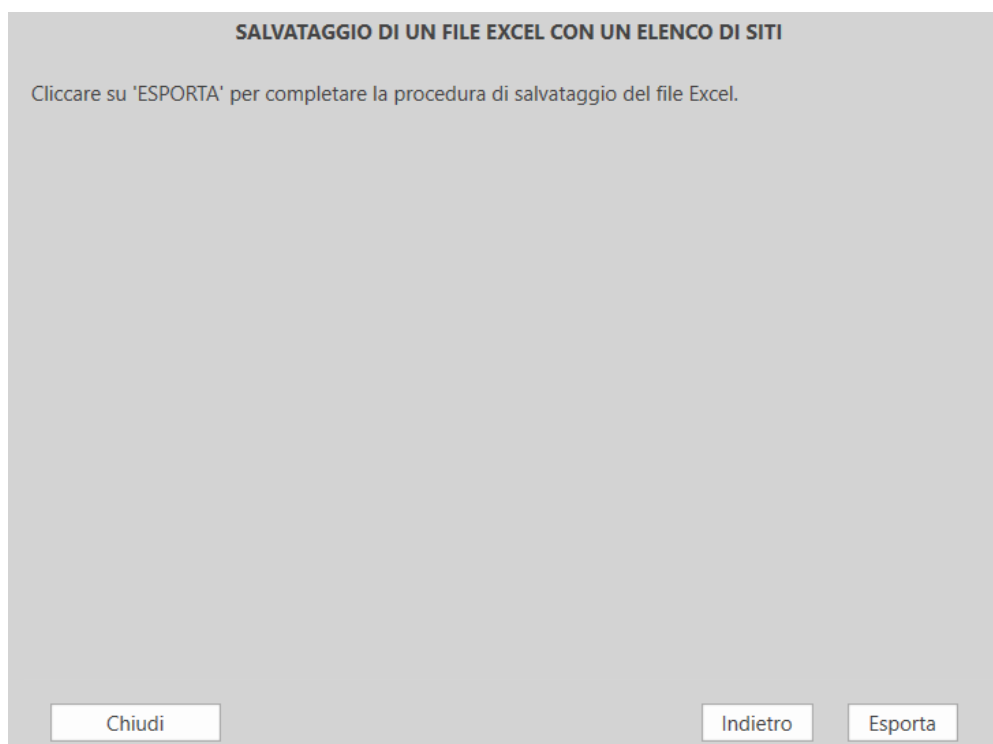 SALVATAGGIO DI UN FILE EXCEL CON UN ELENCO DI SITI
Cliccare su 'ESPORTA' per completare la procedura di salvataggio del file Excel.
Chiudi
Indietro
Esporta